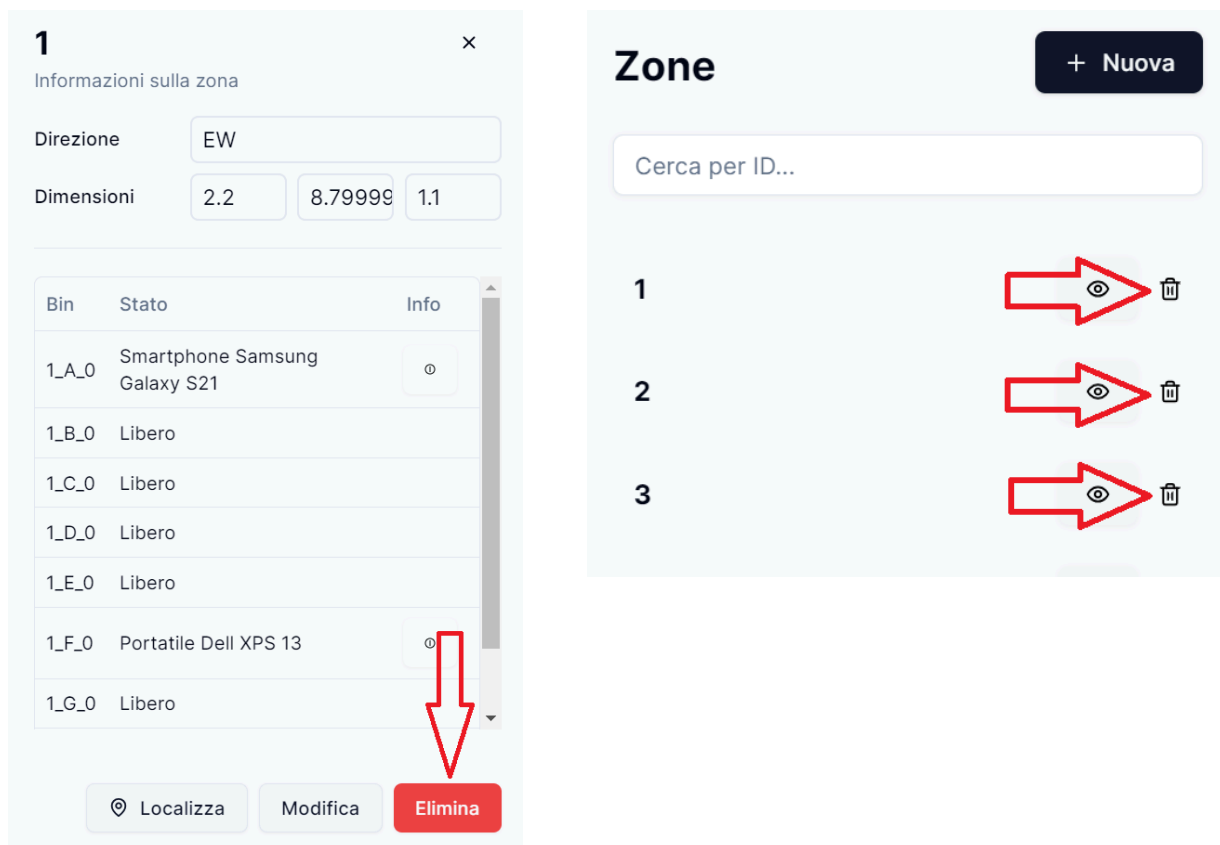 1
Informazioni sulla zona
Direzione EW
Dimensioni 2.2 8.79999 1.1
Bin Stato Info
1_A_0 Smartphone Samsung
Galaxy S21
1_B_0 Libero
1_C_0 Libero
1_D_0 Libero
1_E_0 Libero
1_F_0 Portatile Dell XPS 13
1_G_0 Libero
Localizza Modifica Elimina
Zone + Nuova
Cerca per ID...
1
2
3